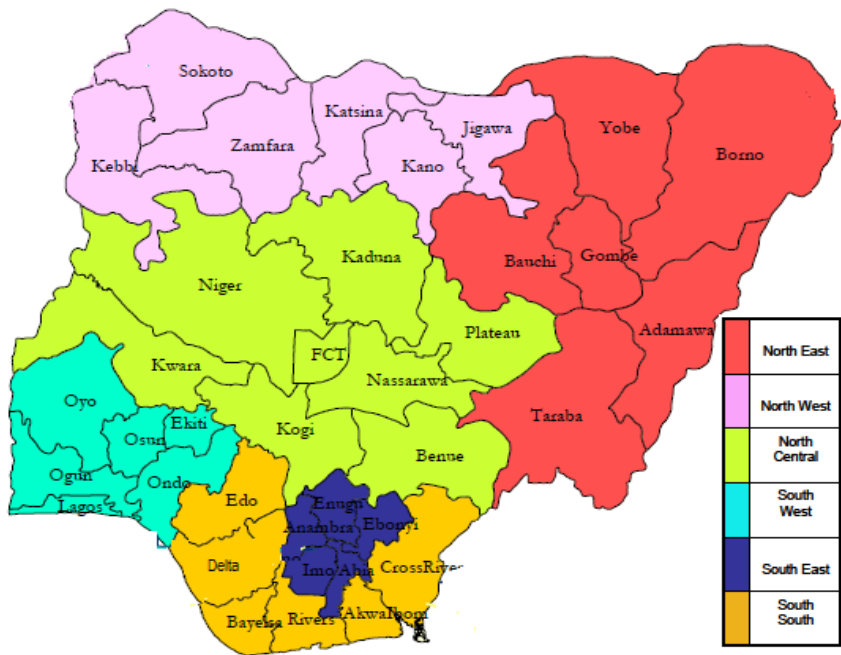 Sokoto
Katsina
Jigawa
Yobe
Zamfara
Borno
Kebbi
Kano
Kaduna
Bauchi
Gombe
Niger
Adamawa
Plateau
FCT
Kwara
Nassarawa
Oyo
Taraba
Ekiti
Osun
Kogi
Benue
Ogun
Ondo
Edo
Enugu
Lagos
Anambra
Ebonyi
Delta
Imo
Abia
CrossRiver
Bayelsa
Rivers
AkwaIbom
North East
North West
North
Central
South
West
South East
South
South